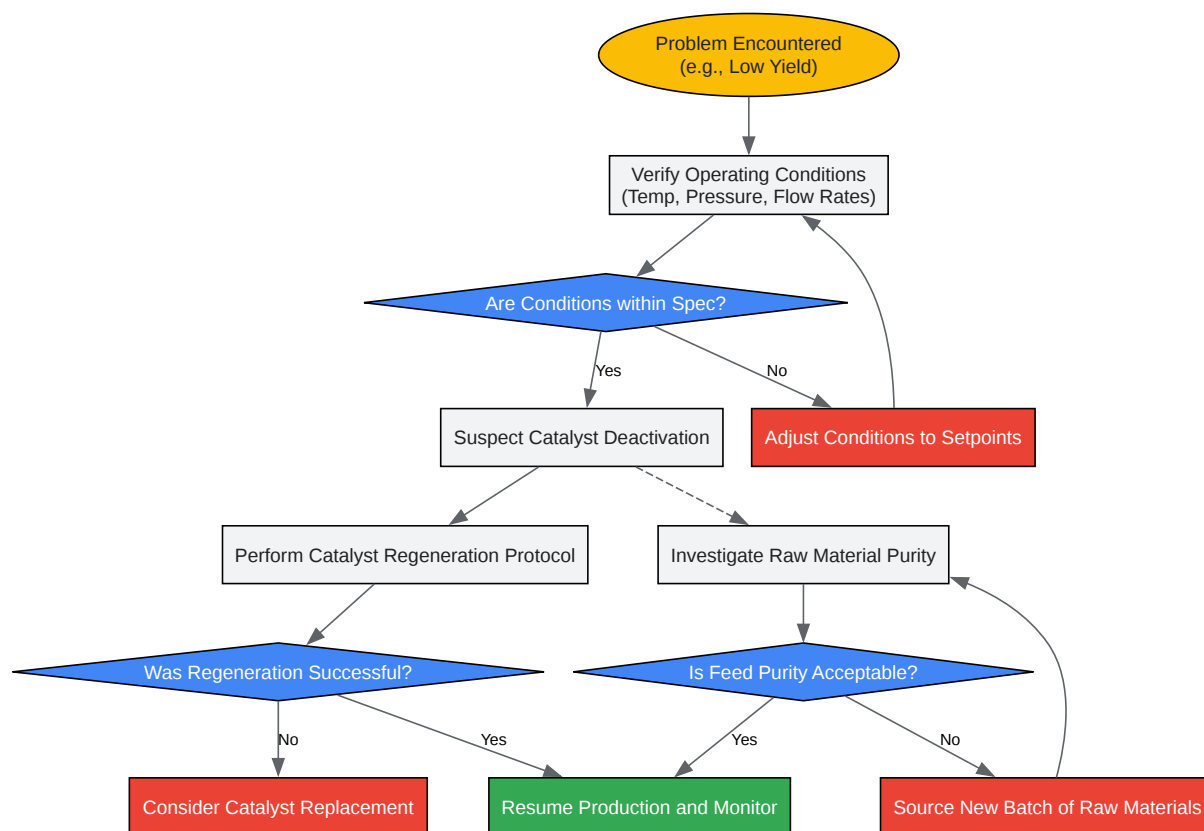 Problem Encountered
(e.g., Low Yield)
Verify Operating Conditions
(Temp, Pressure, Flow Rates)
Are Conditions within Spec?
Yes
No
Suspect Catalyst Deactivation
Adjust Conditions to Setpoints
Perform Catalyst Regeneration Protocol
Investigate Raw Material Purity
Was Regeneration Successful?
Is Feed Purity Acceptable?
No
Yes
Yes
No
Consider Catalyst Replacement
Resume Production and Monitor
Source New Batch of Raw Materials